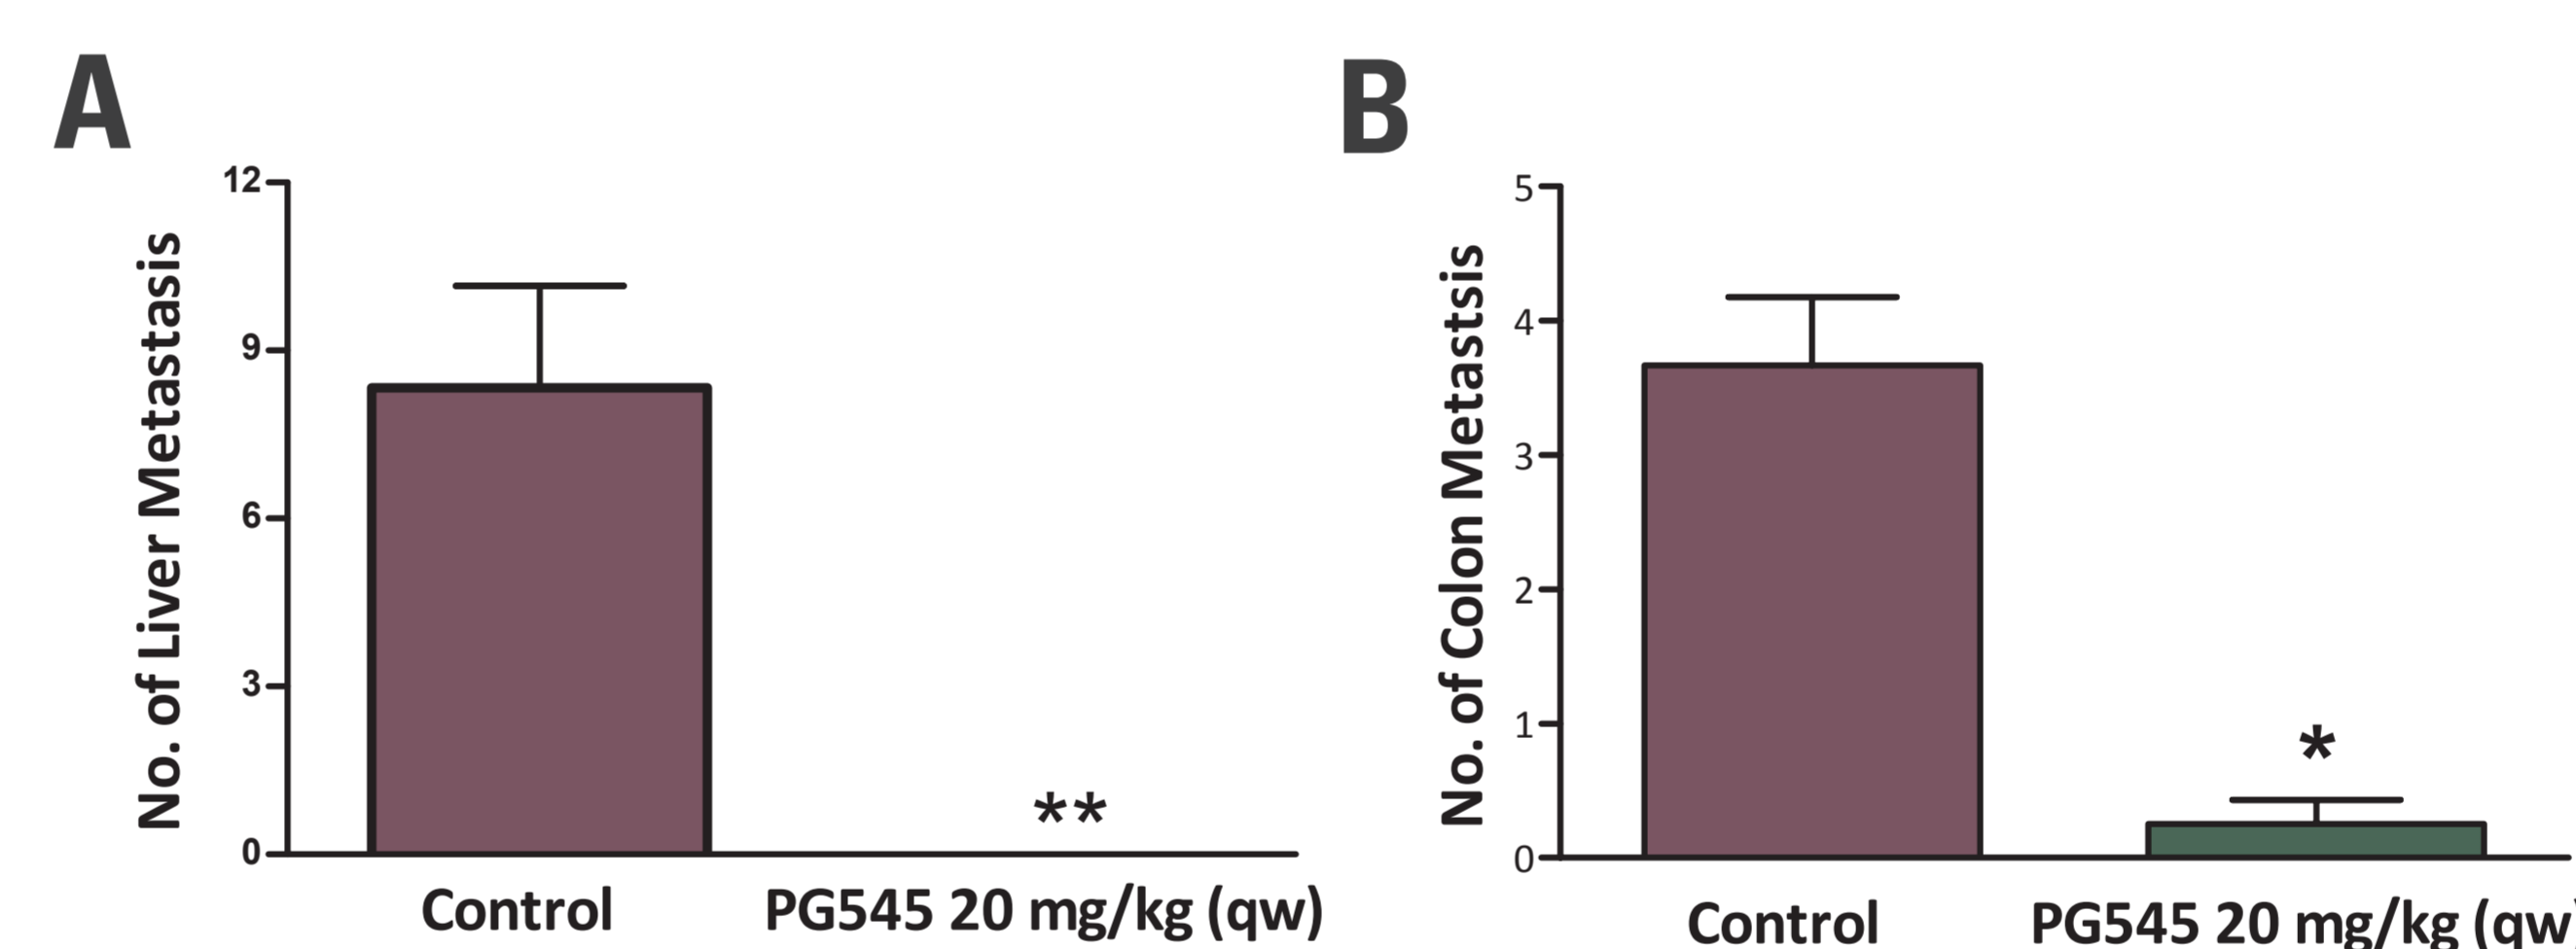 A
12
9
6
3
0
No. of Liver Metastasis
**
Control
PG545 20 mg/kg (qw)
B
5
4
3
2
1
0
No. of Colon Metastsis
*
Control
PG545 20 mg/kg (qw